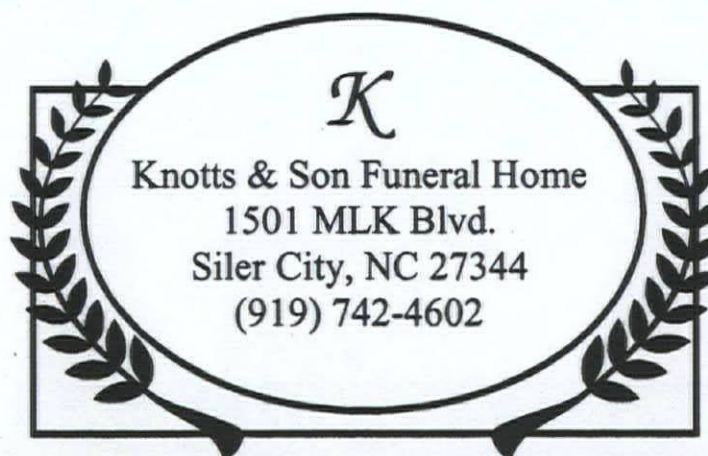 K
Knotts & Son Funeral Home
1501 MLK Blvd.
Siler City, NC 27344
(919) 742-4602